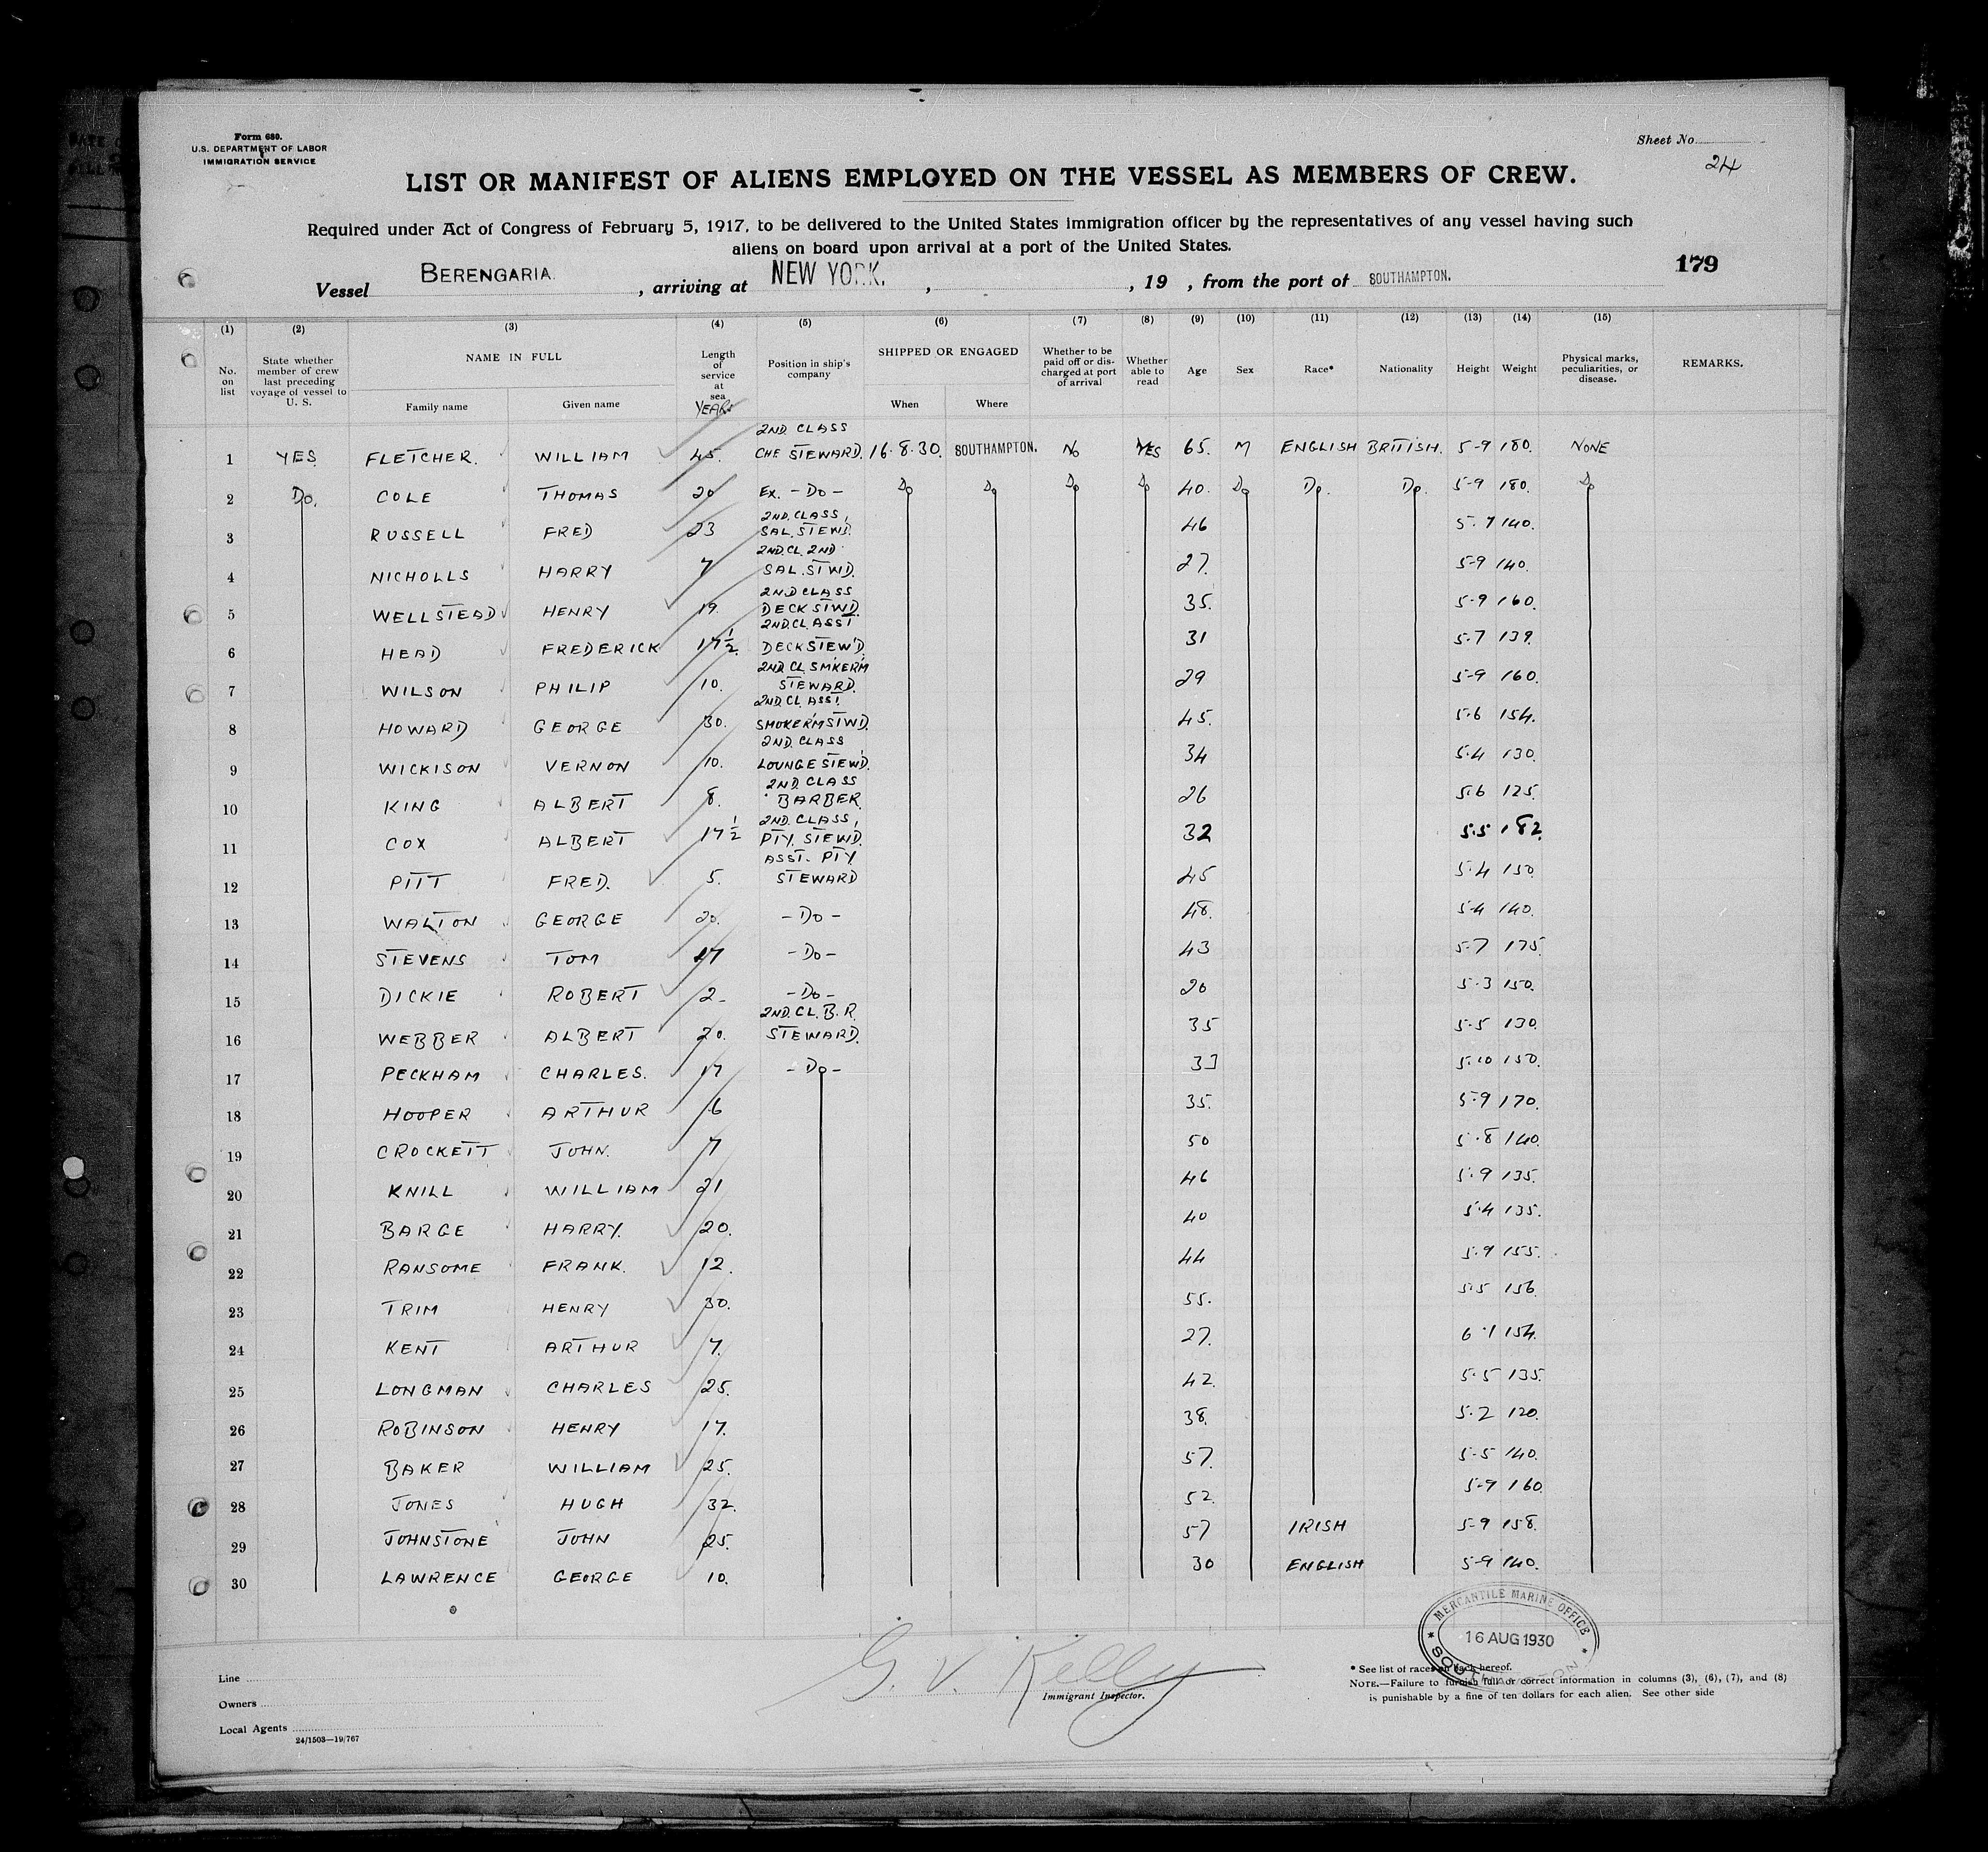 Form 680.
U.S. DEPARTMENT OF LABOR
IMMIGRATION SERVICE
Sheet No.
24
LIST OR MANIFEST OF ALIENS EMPLOYED ON THE VESSEL AS MEMBERS OF CREW.
Required under Act of Congress of February 5, 1917, to be delivered to the United States immigration officer by the representatives of any vessel having such
aliens on board upon arrival at a port of the United States.
179
Vessel BERENGARIA. , arriving at NEW YORK. , , 19 , from the port of SOUTHAMPTON.
(1) (2) (3) (4) (5) (6) (7) (8) (9) (10) (11) (12) (13) (14) (15)
No. on list
State whether member of crew last preceding voyage of vessel to U. S.
NAME IN FULL
Family name Given name
Length of service at sea
YEARS
Position in ship's company
SHIPPED OR ENGAGED
When Where
Whether to be paid off or discharged at port of arrival
Whether able to read
Age Sex Race* Nationality Height Weight
Physical marks, peculiarities, or disease.
REMARKS.
1 YES FLETCHER. WILLIAM 45. 2ND CLASS CHF STEWARD. 16.8.30. SOUTHAMPTON. NO YES 65. M ENGLISH BRITISH. 5-9 180. NONE
2 Do. COLE THOMAS 20 Ex. - Do - Do Do Do Do 40. Do Do. Do. 5-9 180. Do
3 RUSSELL FRED 23 2ND. CLASS, SAL. STEWD. 46 5.7 140.
4 NICHOLLS HARRY 7 2ND. CL. 2ND SAL. STWD. 27. 5-9 140.
5 WELLSTEAD HENRY 19. 2ND CLASS DECK STWD. 35. 5-9 160.
6 HEAD FREDERICK 17½ 2ND. CL. ASST DECK STEW'D. 31 5.7 139.
7 WILSON PHILIP 10. 2ND CL. SMKERM STEWARD. 29 5-9 160.
8 HOWARD GEORGE 30. 2ND. CL. ASST. SMOKERM STWD. 45. 5.6 154.
9 WICKISON VERNON 10. 2ND. CLASS LOUNGE STEWD. 34 5.4 130.
10 KING ALBERT 8. 2ND. CLASS BARBER. 26 5.6 125.
11 COX ALBERT 17½ 2ND. CLASS, PTY. STEWD. 32 5.5 182.
12 PITT FRED. 5. ASST. PTY. STEWARD 45 5.4 150.
13 WALTON GEORGE 20. - Do - 48. 5.4 140.
14 STEVENS TOM 17 - Do - 43 5-7 175.
15 DICKIE ROBERT 2 - - Do - 20 5.3 150.
16 WEBBER ALBERT 20. 2ND. CL. B. R. STEWARD. 35 5.5 130.
17 PECKHAM CHARLES. 17 - Do - 33 5.10 150.
18 HOOPER ARTHUR 6 35. 5-9 170.
19 CROCKETT JOHN. 7 50 5.8 140.
20 KNILL WILLIAM 21 46 5.9 135.
21 BARGE HARRY. 20. 40 5.4 135.
22 RANSOME FRANK. 12. 44 5.9 155.
23 TRIM HENRY 30. 55. 5.5 156.
24 KENT ARTHUR 7. 27. 6.1 154.
25 LONGMAN CHARLES 25. 42. 5.5 135.
26 ROBINSON HENRY 17. 38. 5.2 120.
27 BAKER WILLIAM 25. 57. 5-5 140.
28 JONES HUGH 32. 52. 5-9 160.
29 JOHNSTONE JOHN 25. 57 IRISH 5-9 158.
30 LAWRENCE GEORGE 10. 30 ENGLISH 5-9 140.
MERCANTILE MARINE OFFICE
16 AUG 1930
SOUTHAMPTON
Line
Owners
Local Agents
24/1503—19/767
G. V. Kelly
Immigrant Inspector.
* See list of races on back hereof.
NOTE.—Failure to furnish full or correct information in columns (3), (6), (7), and (8)
is punishable by a fine of ten dollars for each alien. See other side